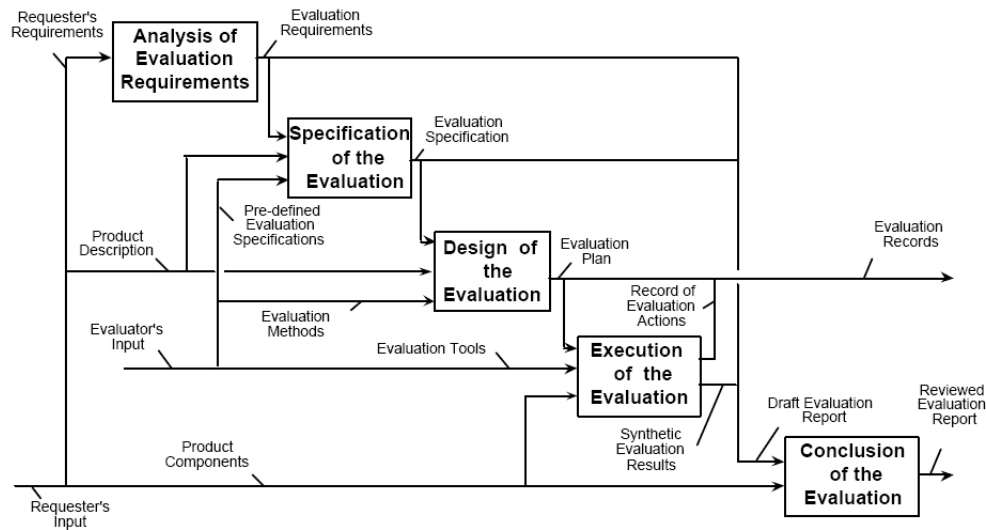 Requester's
Requirements
Analysis of
Evaluation
Requirements
Evaluation
Requirements
Specification
of the
Evaluation
Evaluation
Specification
Pre-defined
Evaluation
Specifications
Product
Description
Design of
the
Evaluation
Evaluation
Plan
Evaluation
Records
Evaluation
Methods
Record of
Evaluation
Actions
Evaluator's
Input
Evaluation Tools
Execution
of the
Evaluation
Synthetic
Evaluation
Results
Draft Evaluation
Report
Reviewed
Evaluation
Report
Product
Components
Conclusion
of the
Evaluation
Requester's
Input